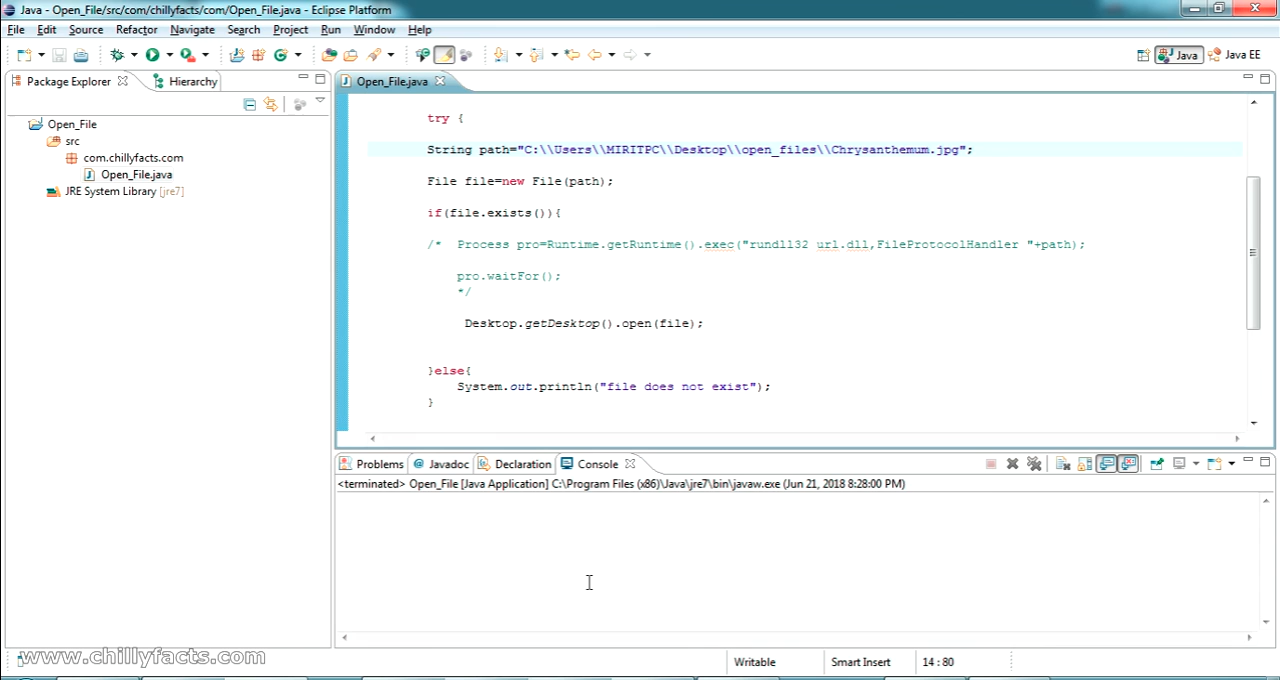 Java - Open_File/src/com/chillyfacts/com/Open_File.java - Eclipse Platform
File Edit Source Refactor Navigate Search Project Run Window Help
Java Java EE
Package Explorer Hierarchy
Open_File
src
com.chillyfacts.com
Open_File.java
JRE System Library [jre7]
Open_File.java
try {
String path="C:\\Users\\MIRITPC\\Desktop\\open_files\\Chrysanthemum.jpg";
File file=new File(path);
if(file.exists()){
/* Process pro=Runtime.getRuntime().exec("rundll32 url.dll,FileProtocolHandler "+path);
pro.waitFor();
*/
Desktop.getDesktop().open(file);
}else{
System.out.println("file does not exist");
}
Problems @ Javadoc Declaration Console
<terminated> Open_File [Java Application] C:\Program Files (x86)\Java\jre7\bin\javaw.exe (Jun 21, 2018 8:28:00 PM)
www.chillyfacts.com
Writable Smart Insert 14 : 80